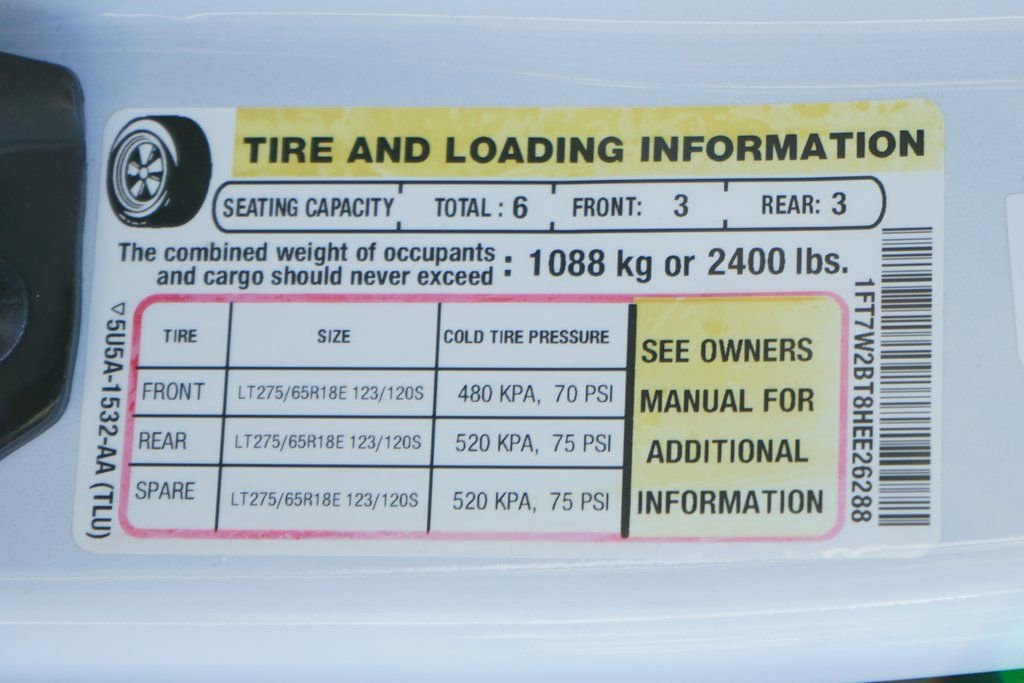 TIRE AND LOADING INFORMATION
SEATING CAPACITY TOTAL : 6 FRONT: 3 REAR: 3
The combined weight of occupants
and cargo should never exceed : 1088 kg or 2400 lbs.
TIRE SIZE COLD TIRE PRESSURE
FRONT LT275/65R18E 123/120S 480 KPA, 70 PSI
REAR LT275/65R18E 123/120S 520 KPA, 75 PSI
SPARE LT275/65R18E 123/120S 520 KPA, 75 PSI
SEE OWNERS
MANUAL FOR
ADDITIONAL
INFORMATION
5U5A-1532-AA (TLU)
1FT7W2BT8HEE26288